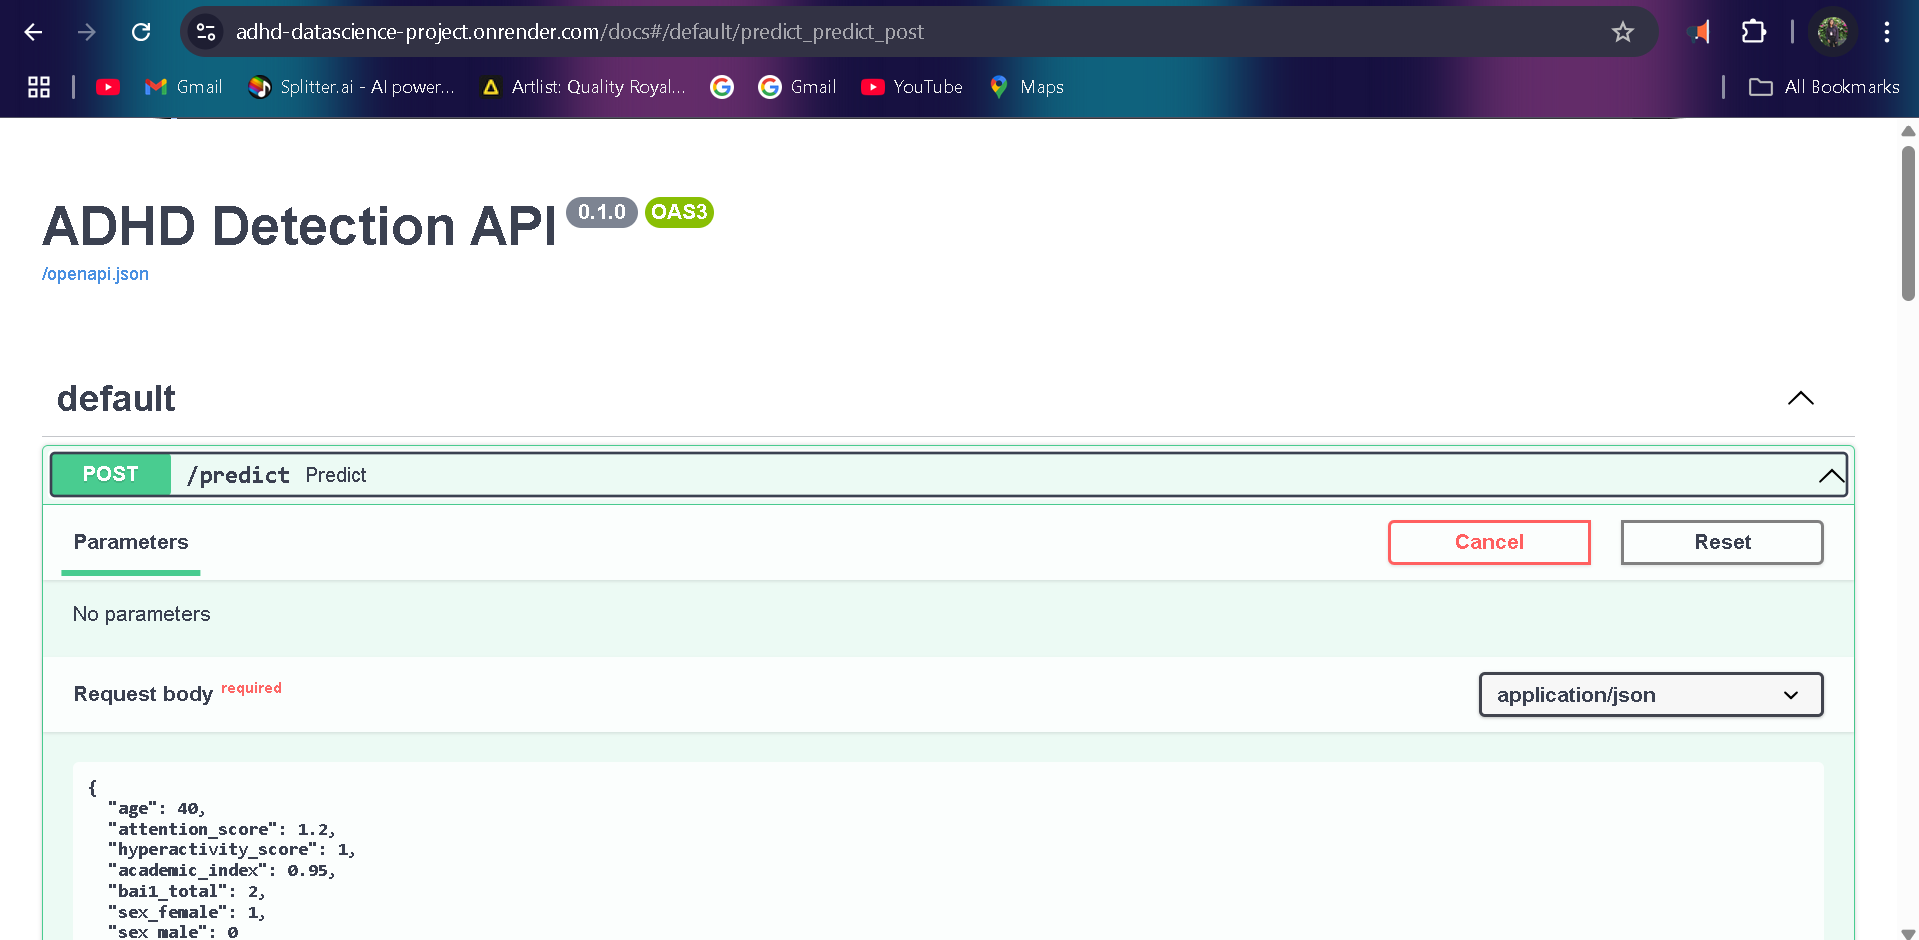 adhd-datascience-project.onrender.com/docs#/default/predict_predict_post
Gmail
Splitter.ai - AI power...
Artlist: Quality Royal...
Gmail
YouTube
Maps
All Bookmarks
ADHD Detection API 0.1.0 OAS3
/openapi.json
default
POST /predict Predict
Parameters
Cancel
Reset
No parameters
Request body required
application/json
{
"age": 40,
"attention_score": 1.2,
"hyperactivity_score": 1,
"academic_index": 0.95,
"bai1_total": 2,
"sex_female": 1,
"sex_male": 0